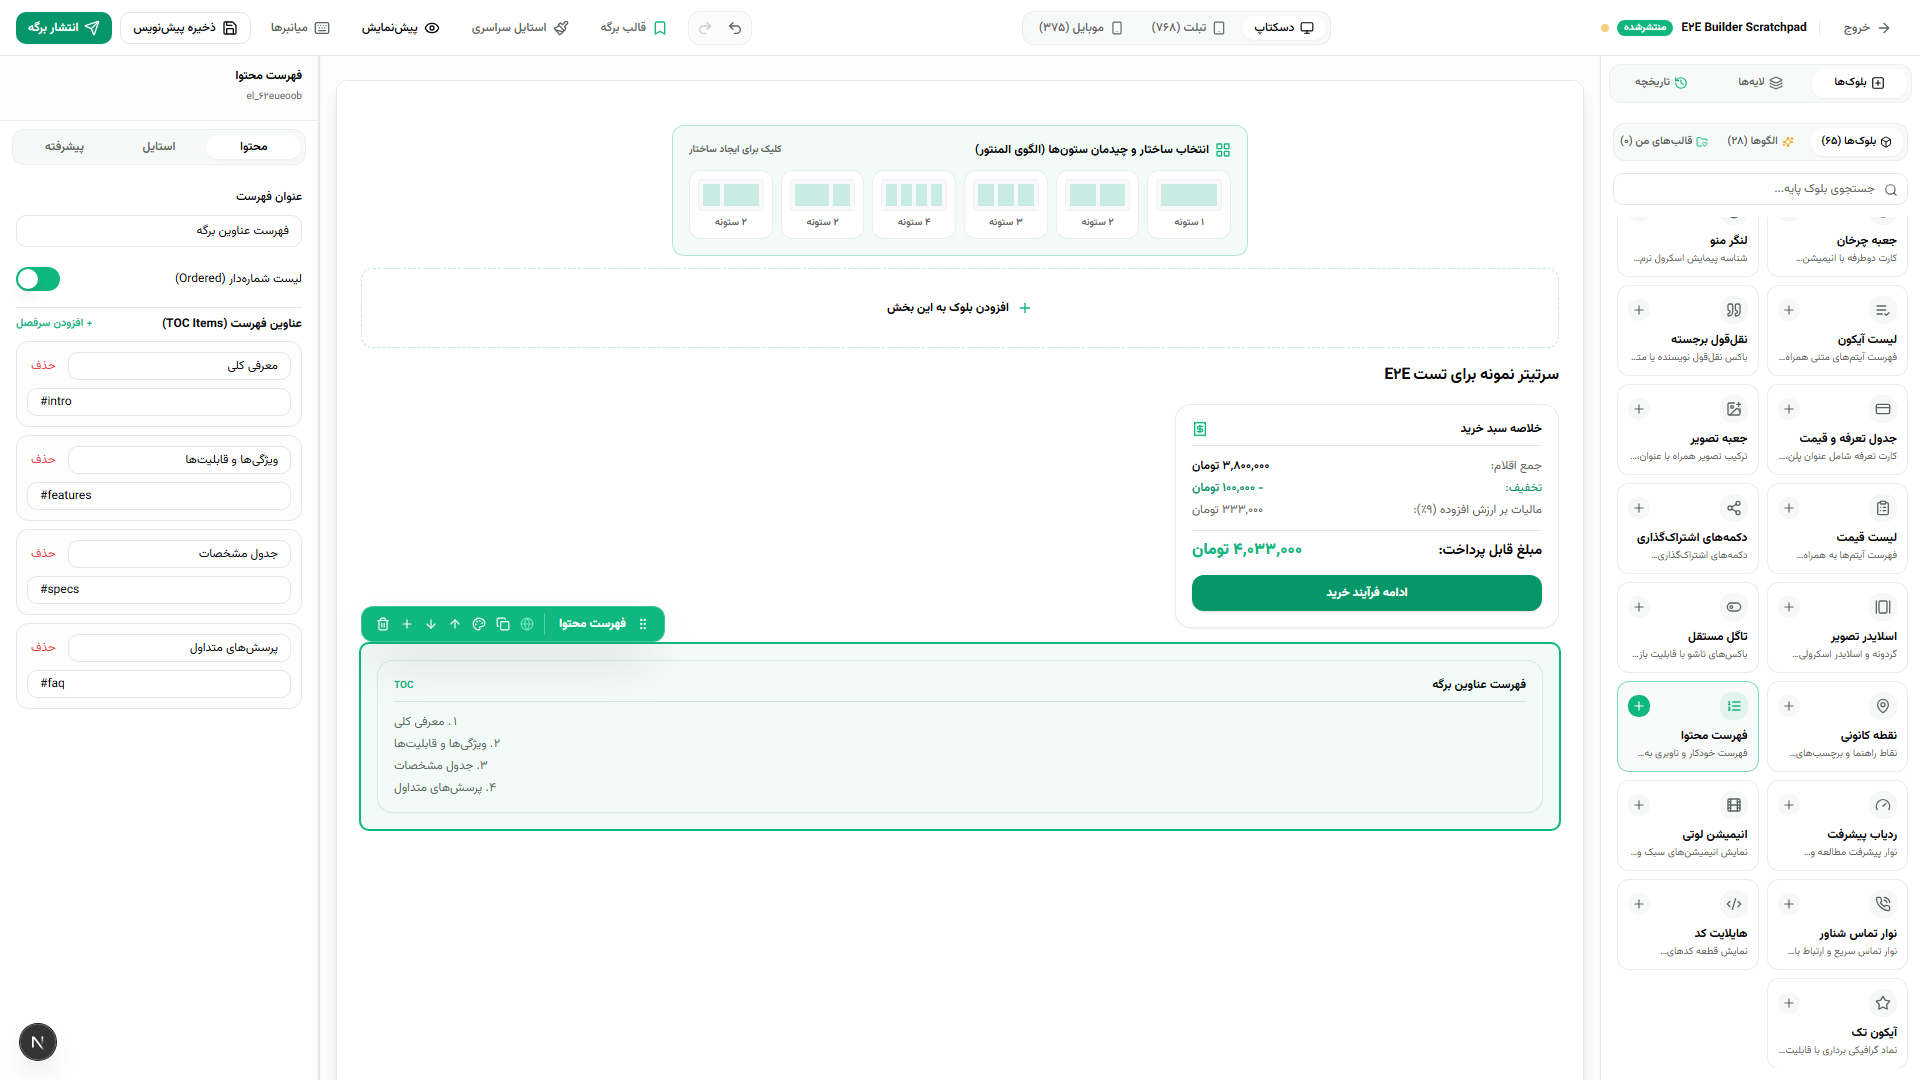 خروج
E2E Builder Scratchpad
منتشرشده
دسکتاپ
تبلت (۷۶۸)
موبایل (۳۷۵)
قالب برگه
استایل سراسری
پیش‌نمایش
میانبرها
ذخیره پیش‌نویس
انتشار برگه
بلوک‌ها
لایه‌ها
تاریخچه
بلوک‌ها (۶۵)
الگوها (۲۸)
قالب‌های من (۰)
جستجوی بلوک پایه...
جعبه چرخان
کارت دوطرفه با انیمیشن...
لنگر منو
شناسه پیمایش اسکرول نرم...
لیست آیکون
فهرست آیتم‌های متنی همراه...
نقل‌قول برجسته
باکس نقل‌قول نویسنده یا مت...
جدول تعرفه و قیمت
کارت تعرفه شامل عنوان پلن،...
جعبه تصویر
ترکیب تصویر همراه با عنوان،...
لیست قیمت
فهرست آیتم‌ها به همراه...
دکمه‌های اشتراک‌گذاری
دکمه‌های اشتراک‌گذاری...
اسلایدر تصویر
گردونه و اسلایدر اسکرولی...
تاگل مستقل
باکس‌های تاشو با قابلیت باز...
نقطه کانونی
نقاط راهنما و برچسب‌های...
فهرست محتوا
فهرست خودکار و ناوبری به...
ردیاب پیشرفت
نوار پیشرفت مطالعه و...
انیمیشن لوتی
نمایش انیمیشن‌های سبک و...
نوار تماس شناور
نوار تماس سریع و ارتباط با...
هایلایت کد
نمایش قطعه کدهای...
آیکون تک
نماد گرافیکی برداری با قابلیت...
انتخاب ساختار و چیدمان ستون‌ها (الگوی المنتور)
کلیک برای ایجاد ساختار
۱ ستونه
۲ ستونه
۳ ستونه
۴ ستونه
۲ ستونه
۲ ستونه
افزودن بلوک به این بخش
سرتیتر نمونه برای تست E2E
خلاصه سبد خرید
جمع اقلام:
۳,۸۰۰,۰۰۰ تومان
تخفیف:
- ۱۰۰,۰۰۰ تومان
مالیات بر ارزش افزوده (۹٪):
۳۳۳,۰۰۰ تومان
مبلغ قابل پرداخت:
۴,۰۳۳,۰۰۰ تومان
ادامه فرآیند خرید
فهرست محتوا
فهرست عناوین برگه
TOC
۱. معرفی کلی
۲. ویژگی‌ها و قابلیت‌ها
۳. جدول مشخصات
۴. پرسش‌های متداول
فهرست محتوا
el_62eueoob
محتوا
استایل
پیشرفته
عنوان فهرست
فهرست عناوین برگه
لیست شماره‌دار (Ordered)
عناوین فهرست (TOC Items)
+ افزودن سرفصل
معرفی کلی
حذف
#intro
ویژگی‌ها و قابلیت‌ها
حذف
#features
جدول مشخصات
حذف
#specs
پرسش‌های متداول
حذف
#faq
N